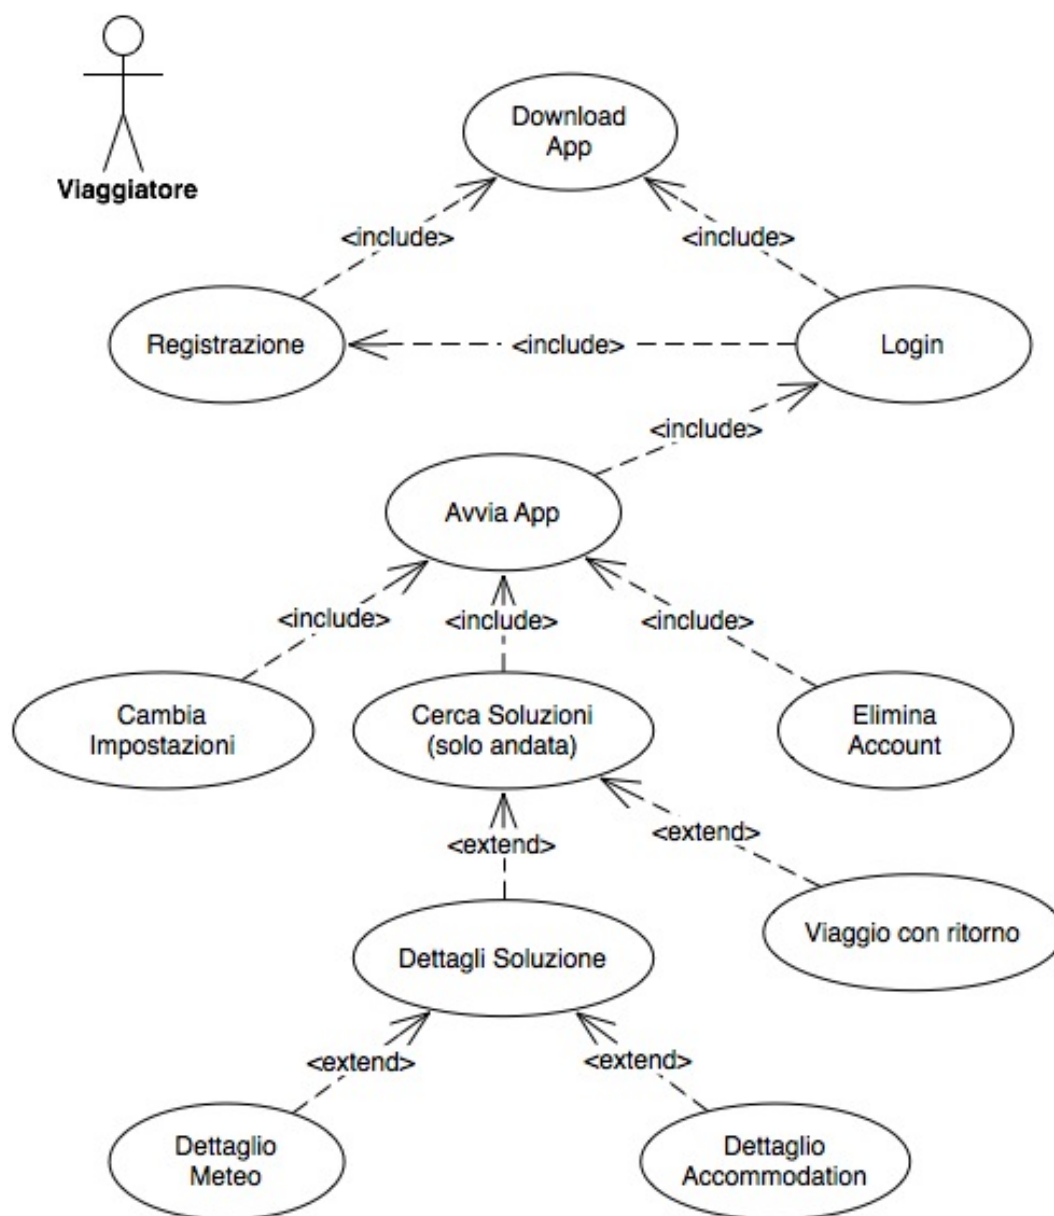 Download
App
Viaggiatore
<include>
<include>
Registrazione
<include>
Login
<include>
Avvia App
<include>
<include>
<include>
Cambia
Impostazioni
Cerca Soluzioni
(solo andata)
Elimina
Account
<extend>
<extend>
Viaggio con ritorno
Dettagli Soluzione
<extend>
<extend>
Dettaglio
Meteo
Dettaglio
Accommodation